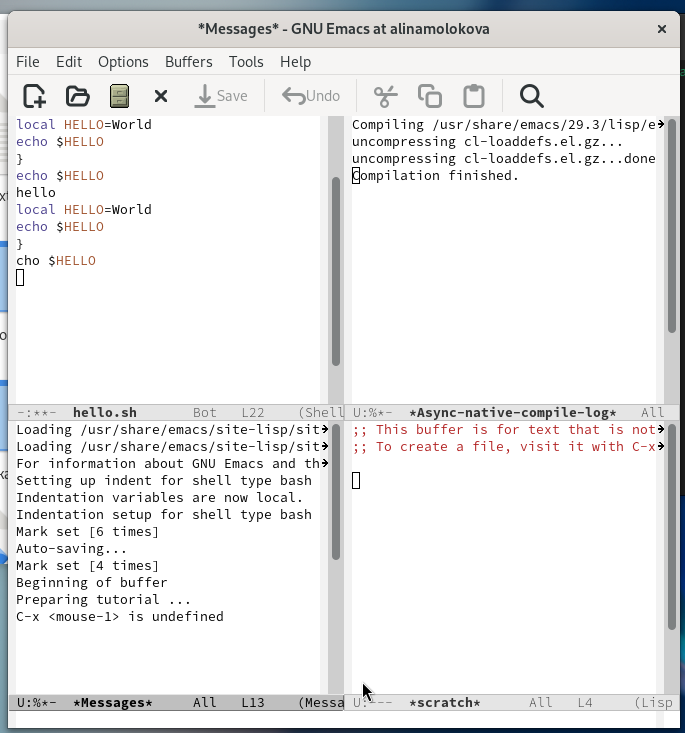 *Messages* - GNU Emacs at alinamolokova
File Edit Options Buffers Tools Help
Save Undo
local HELLO=World
echo $HELLO
}
echo $HELLO
hello
local HELLO=World
echo $HELLO
}
cho $HELLO
-:**- hello.sh Bot L22 (Shell
Compiling /usr/share/emacs/29.3/lisp/e
uncompressing cl-loaddefs.el.gz...
uncompressing cl-loaddefs.el.gz...done
Compilation finished.
U:%*- *Async-native-compile-log* All
Loading /usr/share/emacs/site-lisp/sit
Loading /usr/share/emacs/site-lisp/sit
For information about GNU Emacs and th
Setting up indent for shell type bash
Indentation variables are now local.
Indentation setup for shell type bash
Mark set [6 times]
Auto-saving...
Mark set [4 times]
Beginning of buffer
Preparing tutorial ...
C-x <mouse-1> is undefined
U:%*- *Messages* All L13 (Messa
;; This buffer is for text that is not
;; To create a file, visit it with C-x
U:--- *scratch* All L4 (Lisp